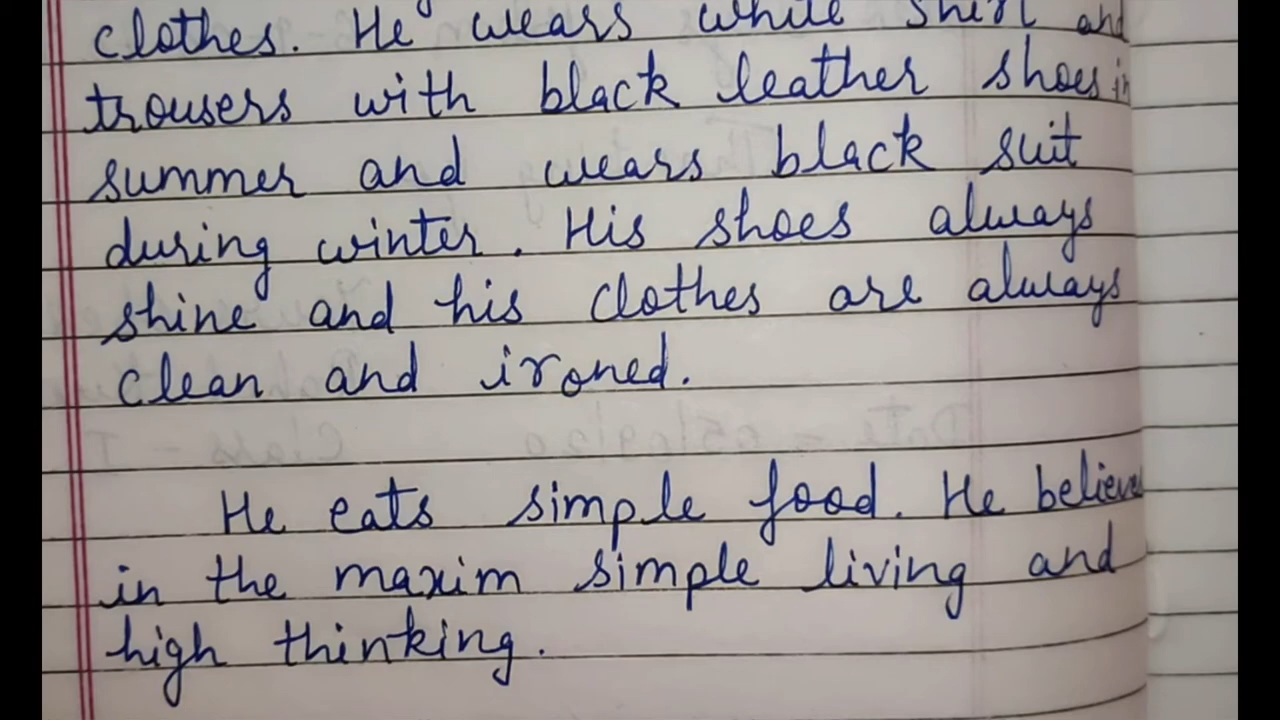 clothes. He wears white shirt and
trousers with black leather shoes in
summer and wears black suit
during winter. His shoes always
shine and his clothes are always
clean and ironed.
He eats simple food. He believes
in the maxim simple living and
high thinking.